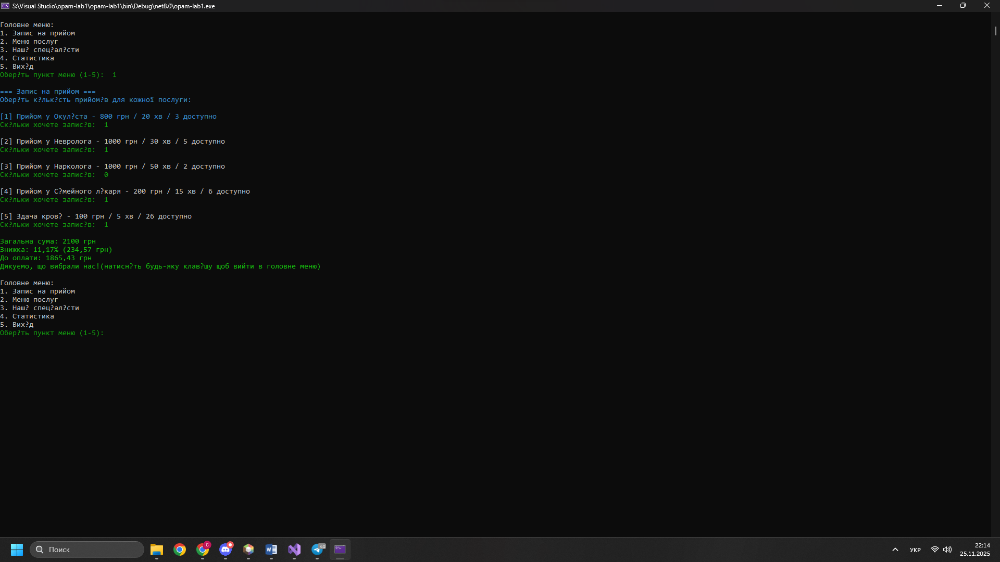 S:\Visual Studio\opam-lab1\opam-lab1\bin\Debug\net8.0\opam-lab1.exe
Головне меню:
1. Запис на прийом
2. Меню послуг
3. Наш? спец?ал?сти
4. Статистика
5. Вих?д
Обер?ть пункт меню (1-5):  1
=== Запис на прийом ===
Обер?ть к?льк?сть прийом?в для кожної послуги:
[1] Прийом у Окул?ста - 800 грн / 20 хв / 3 доступно
Ск?льки хочете запис?в:  1
[2] Прийом у Невролога - 1000 грн / 30 хв / 5 доступно
Ск?льки хочете запис?в:  1
[3] Прийом у Нарколога - 1000 грн / 50 хв / 2 доступно
Ск?льки хочете запис?в:  0
[4] Прийом у С?мейного л?каря - 200 грн / 15 хв / 6 доступно
Ск?льки хочете запис?в:  1
[5] Здача кров? - 100 грн / 5 хв / 26 доступно
Ск?льки хочете запис?в:  1
Загальна сума: 2100 грн
Знижка: 11,17% (234,57 грн)
До оплати: 1865,43 грн
Дякуємо, що вибрали нас!(натисн?ть будь-яку клав?шу щоб вийти в головне меню)
Головне меню:
1. Запис на прийом
2. Меню послуг
3. Наш? спец?ал?сти
4. Статистика
5. Вих?д
Обер?ть пункт меню (1-5):
Поиск
C
60
УКР
22:14
25.11.2025